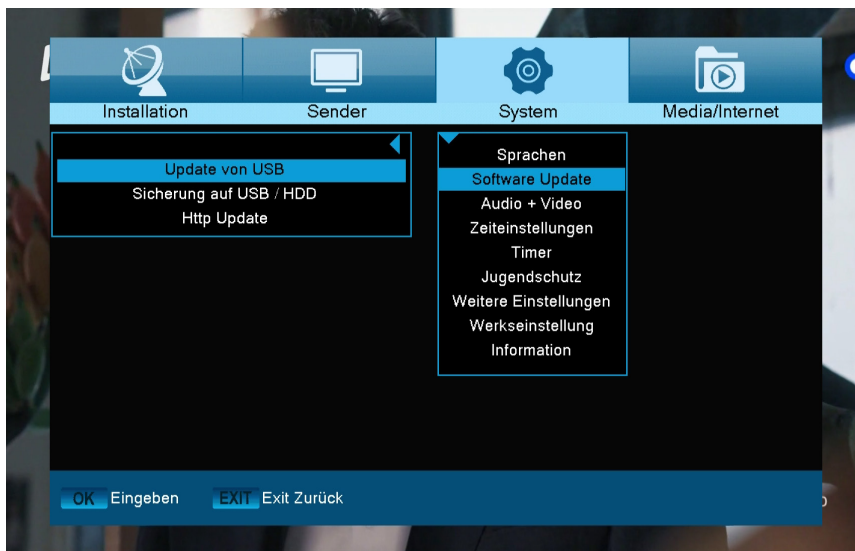 Installation
Sender
System
Media/Internet
Update von USB
Sicherung auf USB / HDD
Http Update
Sprachen
Software Update
Audio + Video
Zeiteinstellungen
Timer
Jugendschutz
Weitere Einstellungen
Werkseinstellung
Information
OK Eingeben EXIT Exit Zurück